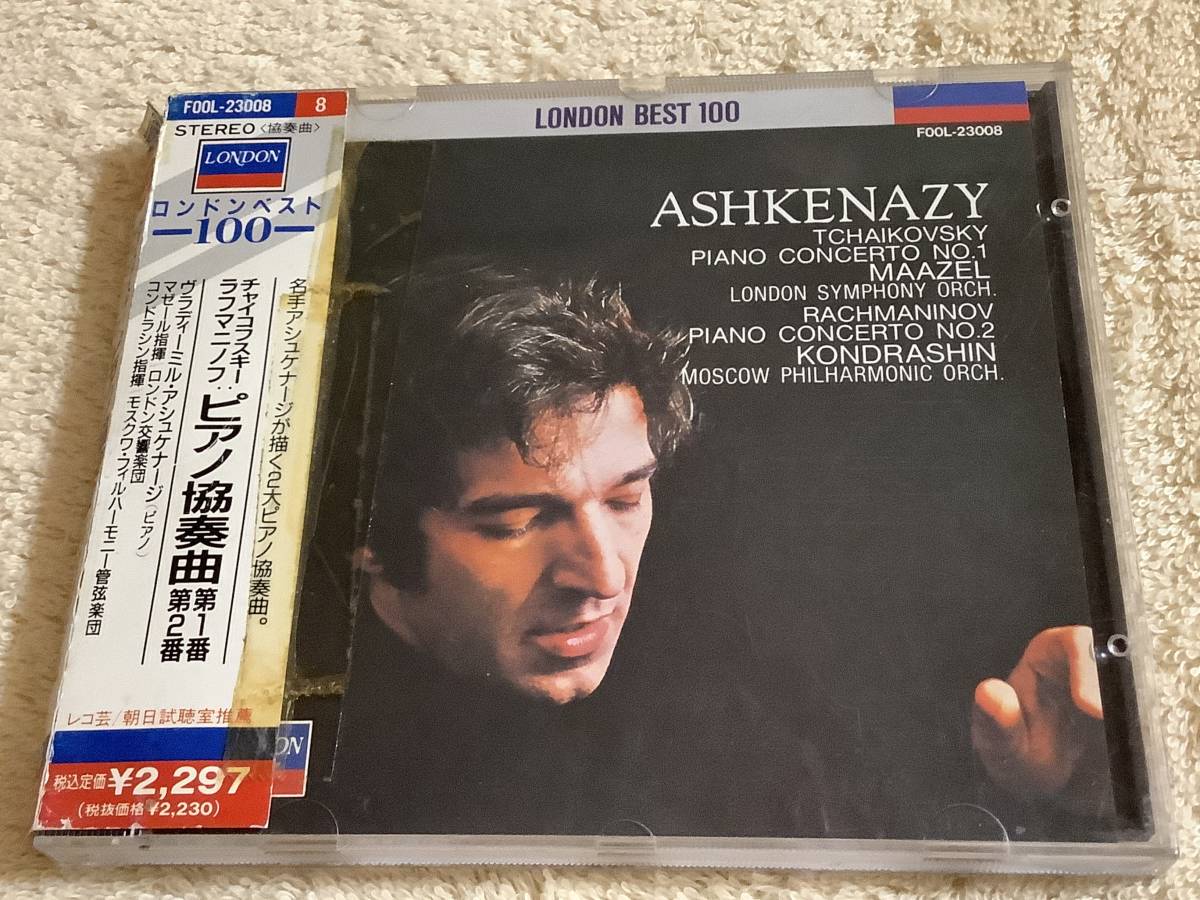 F00L-23008 8
STEREO〈協奏曲〉
LONDON
ロンドンベスト
100
名手アシュケナージが描く2大ピアノ協奏曲。
チャイコフスキー:ピアノ協奏曲第1番
ラフマニノフ:ピアノ協奏曲第2番
ヴラディーミル・アシュケナージ(ピアノ)
マゼール指揮 ロンドン交響楽団
コンドラシン指揮 モスクワ・フィルハーモニー管弦楽団
レコ芸/朝日試聴室推薦
税込定価¥2,297
(税抜価格 ¥2,230)
LONDON BEST 100
F00L-23008
ASHKENAZY
TCHAIKOVSKY
PIANO CONCERTO NO.1
MAAZEL
LONDON SYMPHONY ORCH.
RACHMANINOV
PIANO CONCERTO NO.2
KONDRASHIN
MOSCOW PHILHARMONIC ORCH.